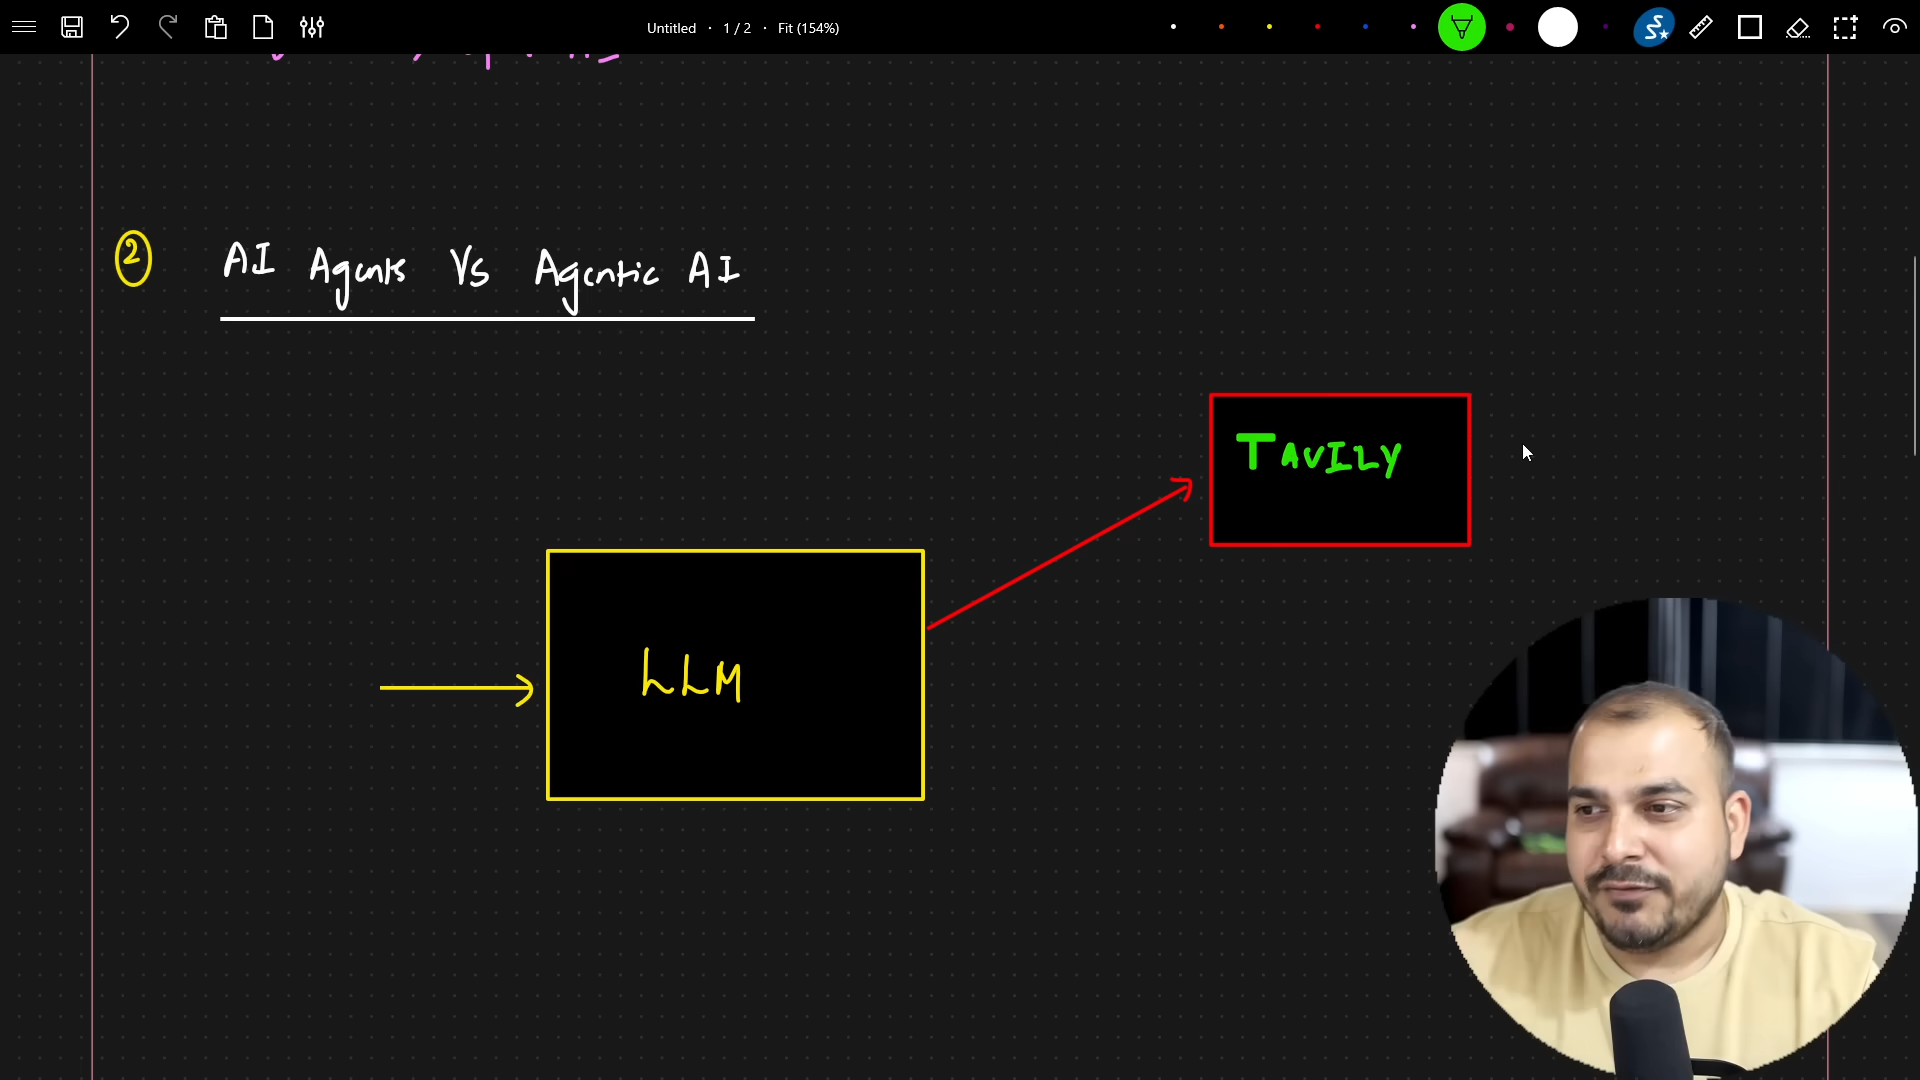 Untitled · 1 / 2 · Fit (154%)
2 AI Agents Vs Agentic AI
TAVILY
LLM